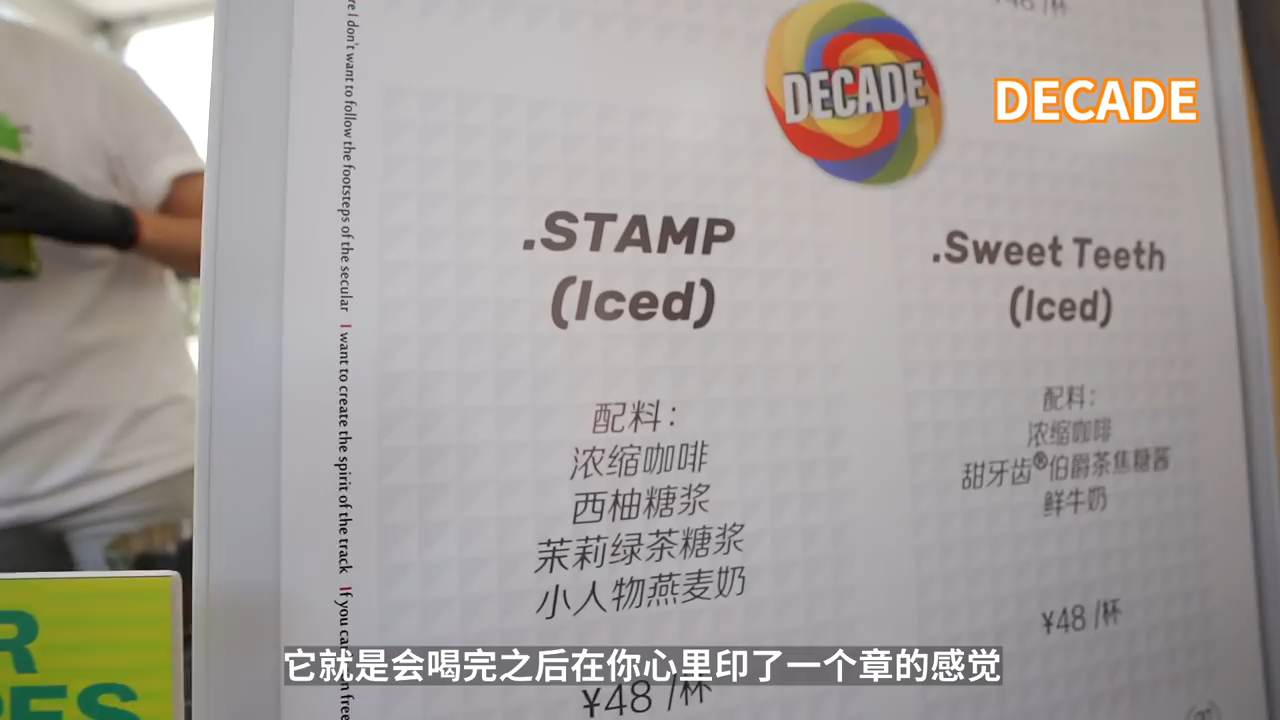 DECADE
DECADE
.STAMP
(Iced)
配料：
浓缩咖啡
西柚糖浆
茉莉绿茶糖浆
小人物燕麦奶
¥48 /杯
.Sweet Teeth
(Iced)
配料：
浓缩咖啡
甜牙齿®伯爵茶焦糖酱
鲜牛奶
¥48 /杯
I don't want to follow the footsteps of the secular I want to create the spirit of the track If you
它就是会喝完之后在你心里印了一个章的感觉